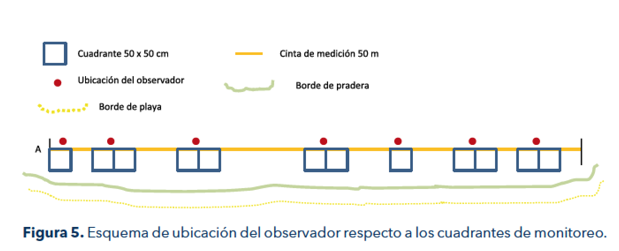 Cuadrante 50 x 50 cm
Cinta de medición 50 m
Ubicación del observador
Borde de pradera
Borde de playa
A
Figura 5. Esquema de ubicación del observador respecto a los cuadrantes de monitoreo.